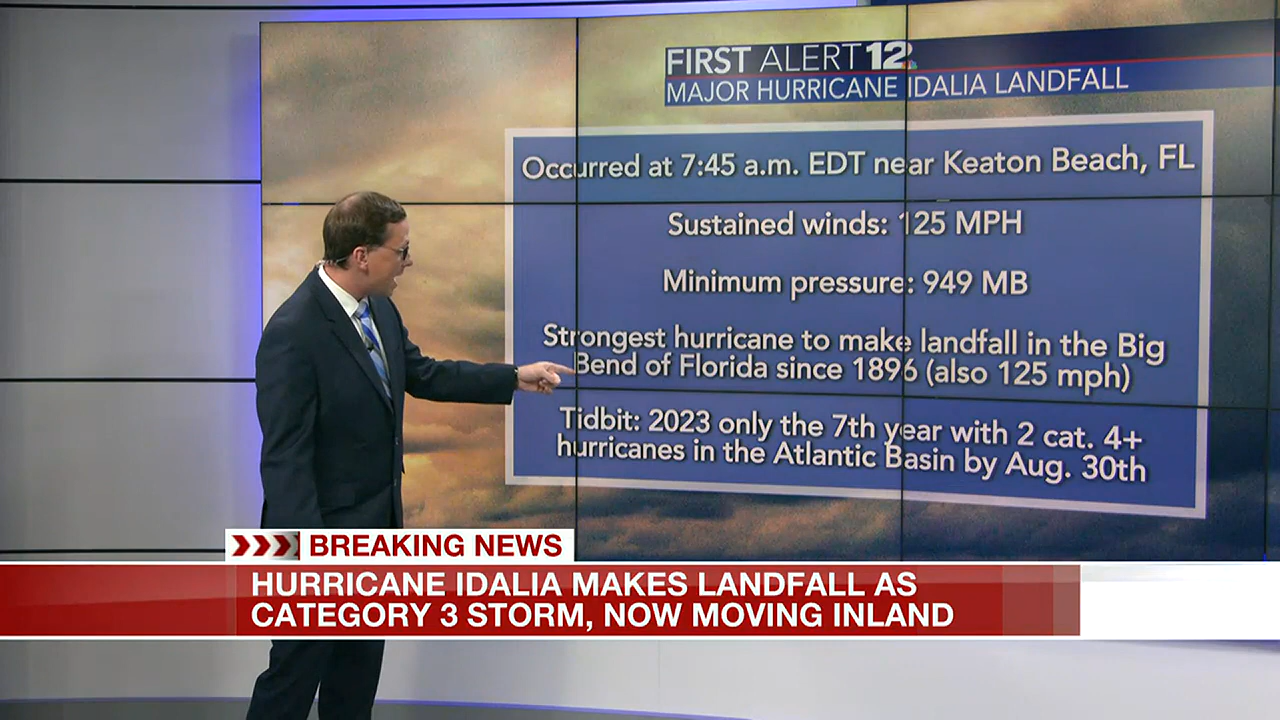 FIRST ALERT 12
MAJOR HURRICANE IDALIA LANDFALL
Occurred at 7:45 a.m. EDT near Keaton Beach, FL
Sustained winds: 125 MPH
Minimum pressure: 949 MB
Strongest hurricane to make landfall in the Big
Bend of Florida since 1896 (also 125 mph)
Tidbit: 2023 only the 7th year with 2 cat. 4+
hurricanes in the Atlantic Basin by Aug. 30th
BREAKING NEWS
HURRICANE IDALIA MAKES LANDFALL AS
CATEGORY 3 STORM, NOW MOVING INLAND